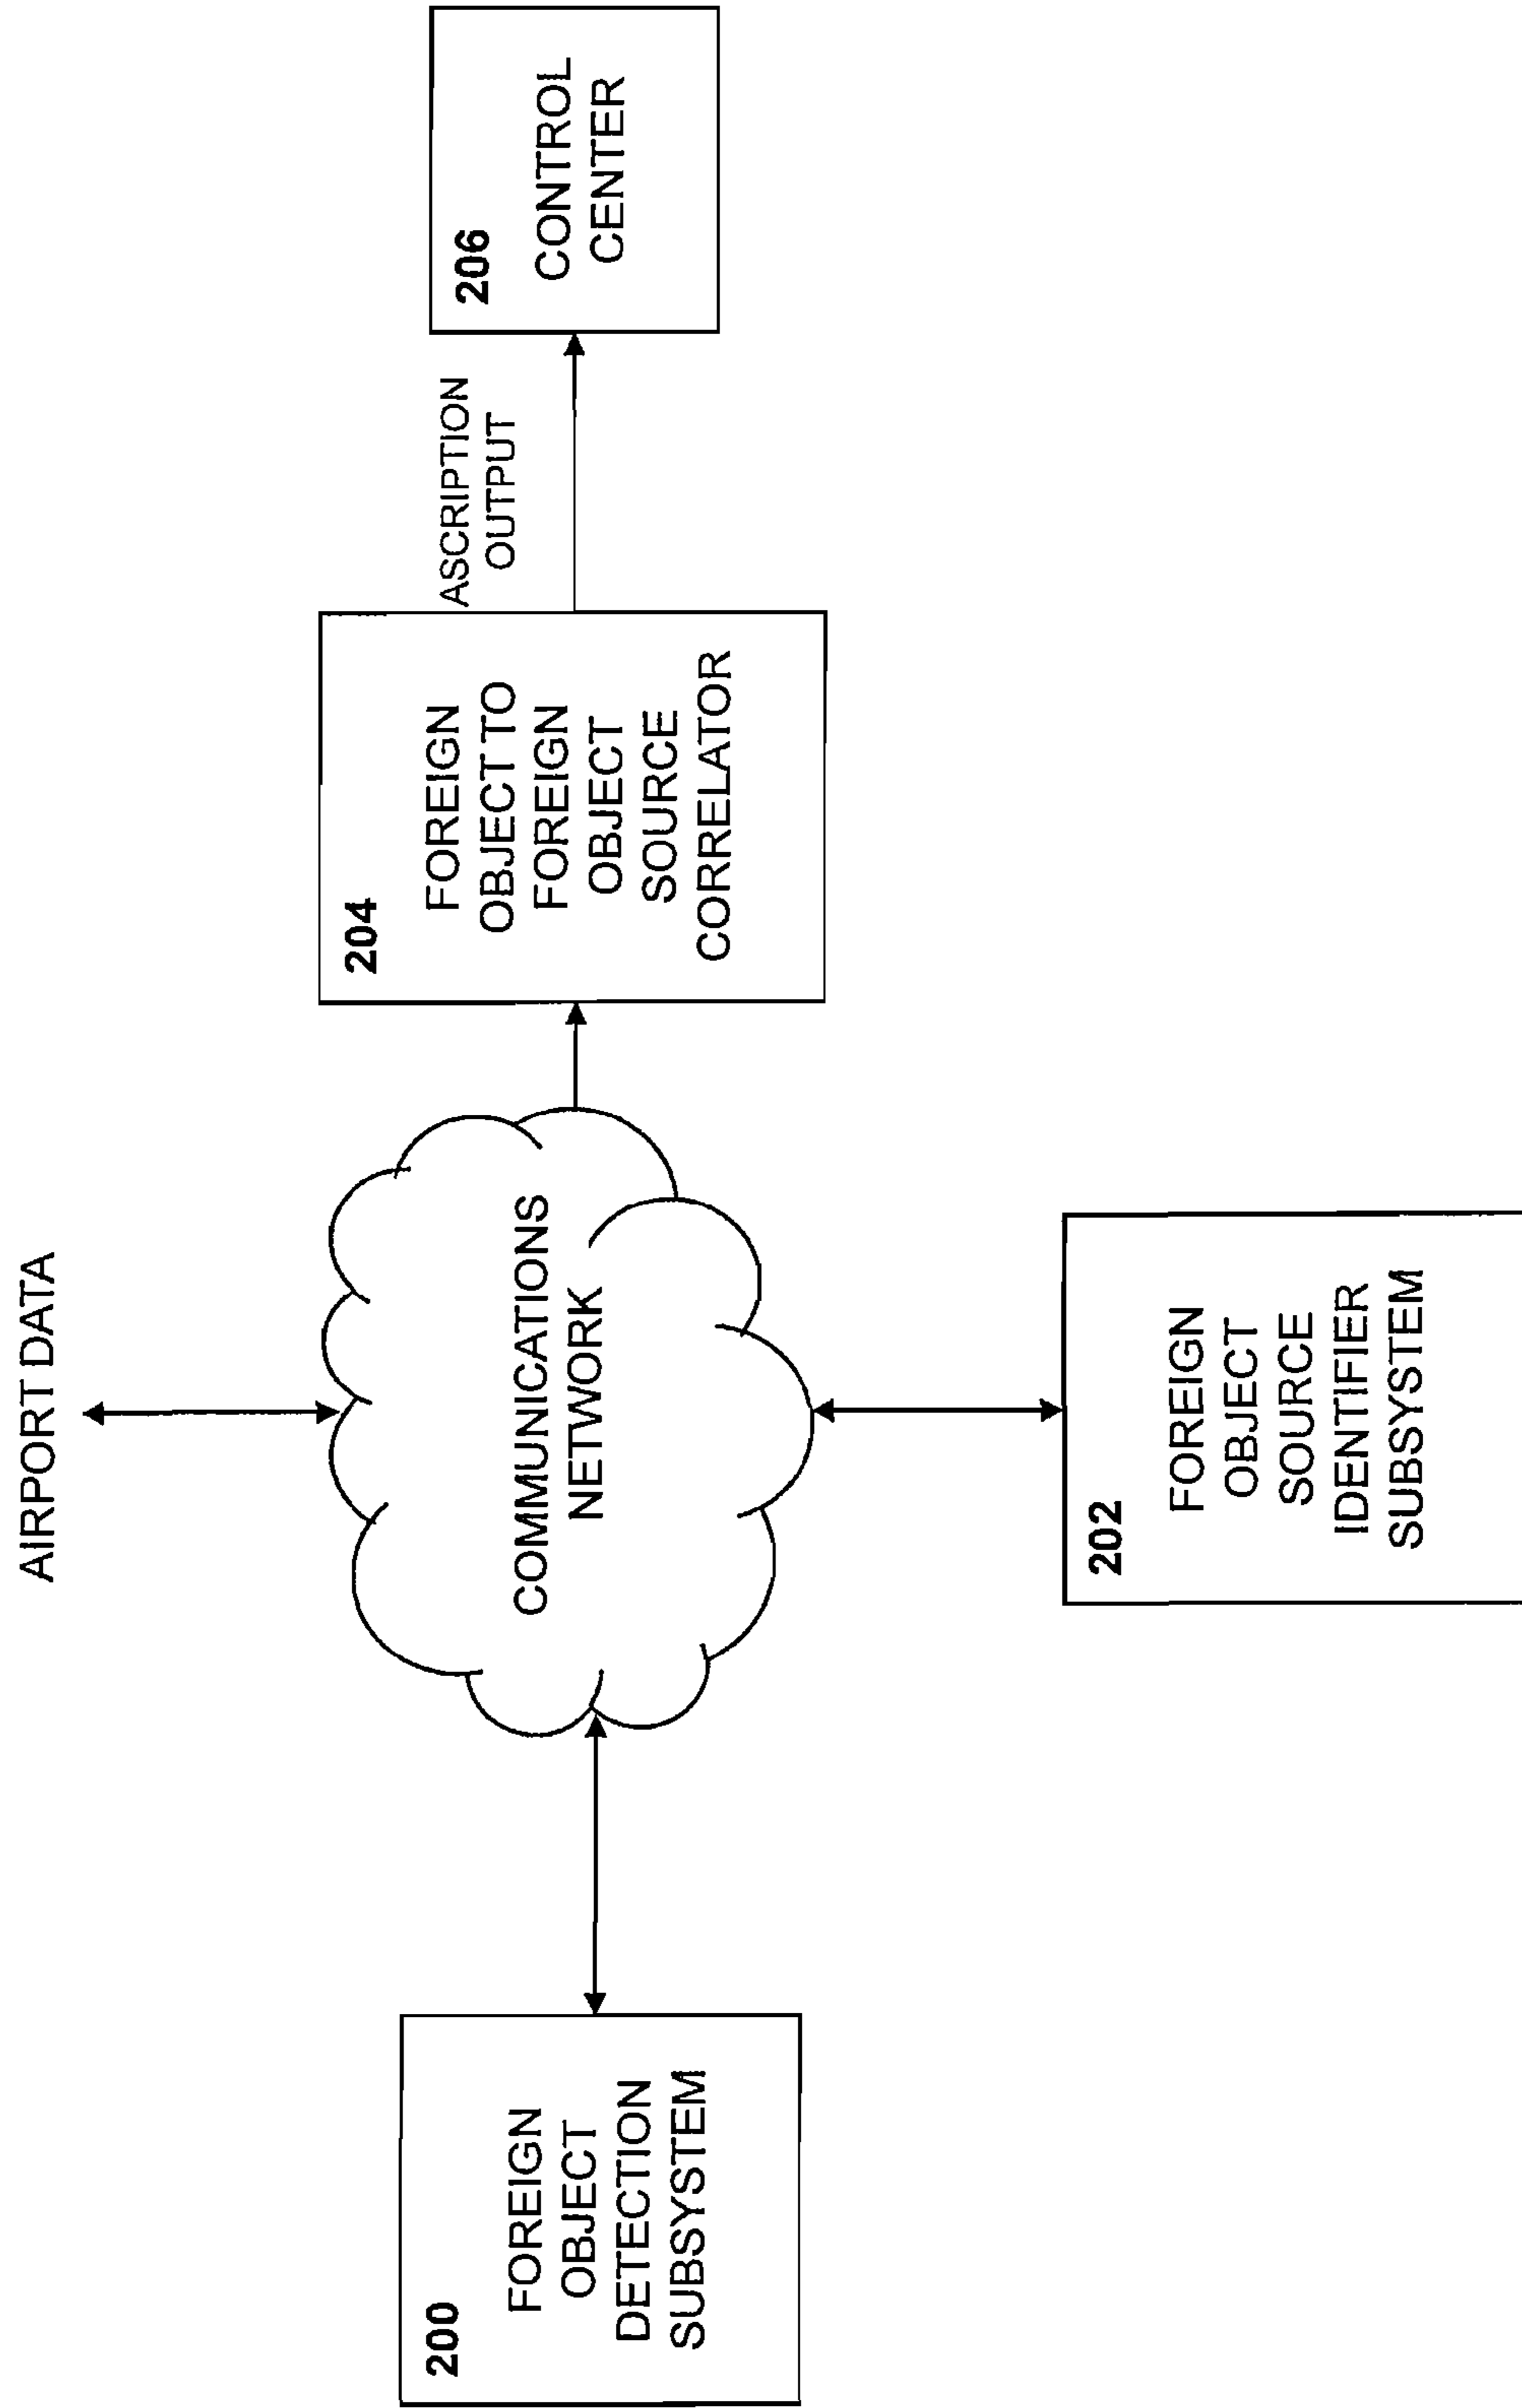 AIRPORT DATA
200
FOREIGN
OBJECT
DETECTION
SUBSYSTEM
COMMUNICATIONS
NETWORK
204
FOREIGN
OBJECT TO
FOREIGN
OBJECT
SOURCE
CORRELATOR
ASCRIPTION
OUTPUT
206
CONTROL
CENTER
202
FOREIGN
OBJECT
SOURCE
IDENTIFIER
SUBSYSTEM